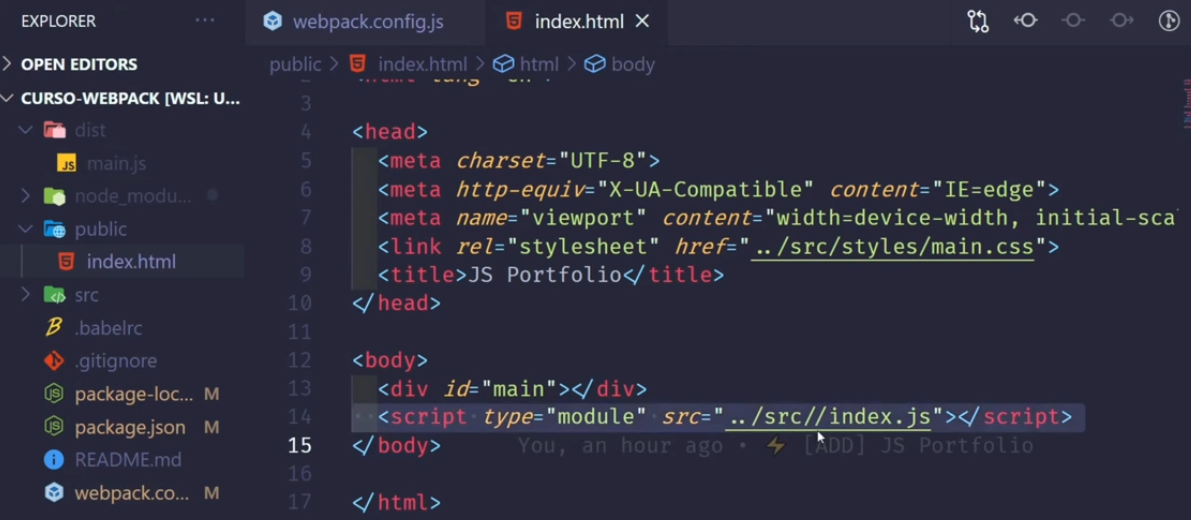 EXPLORER ...
webpack.config.js
index.html
OPEN EDITORS
public > index.html > html > body
CURSO-WEBPACK [WSL: U...
dist
main.js
node_modu...
public
index.html
src
.babelrc
.gitignore
package-loc... M
package.json M
README.md
webpack.co... M
3
4 <head>
5 <meta charset="UTF-8">
6 <meta http-equiv="X-UA-Compatible" content="IE=edge">
7 <meta name="viewport" content="width=device-width, initial-sca
8 <link rel="stylesheet" href="../src/styles/main.css">
9 <title>JS Portfolio</title>
10 </head>
11
12 <body>
13 <div id="main"></div>
14 <script type="module" src="../src//index.js"></script>
15 </body> You, an hour ago • ⚡ [ADD] JS Portfolio
16
17 </html>